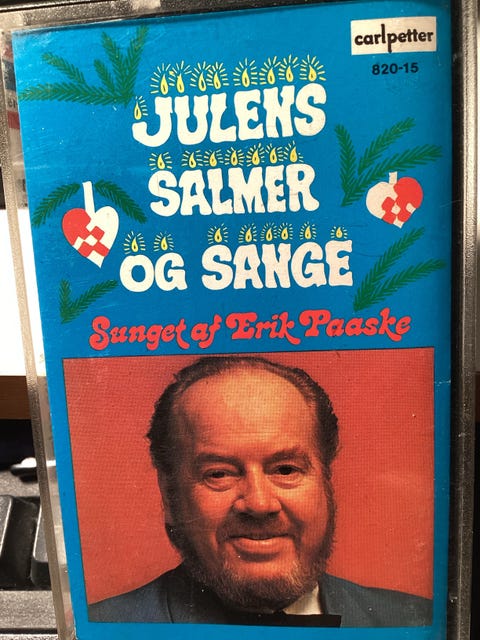 carlpetter
820-15
JULENS
SALMER
OG SANGE
Sunget af Erik Paaske